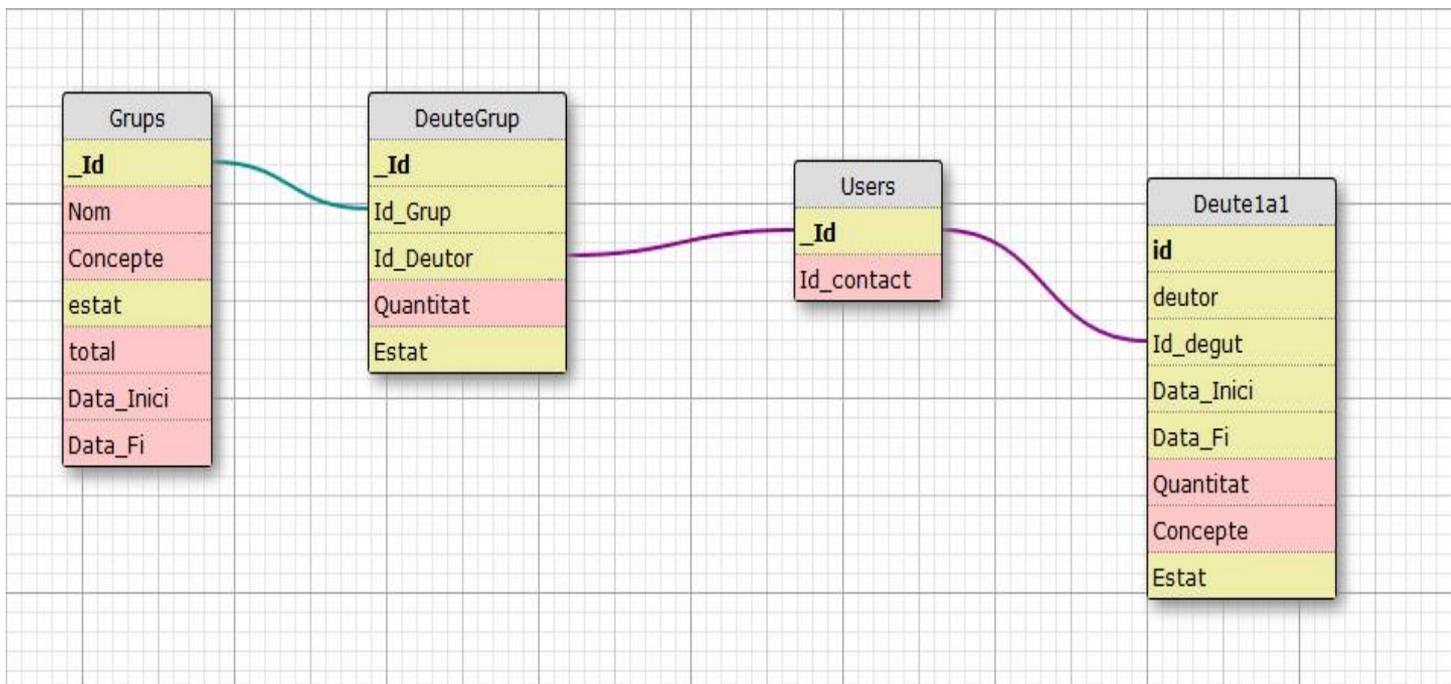 Grups
_Id
Nom
Concepte
estat
total
Data_Inici
Data_Fi
DeuteGrup
_Id
Id_Grup
Id_Deutor
Quantitat
Estat
Users
_Id
Id_contact
Deute1a1
id
deutor
Id_degut
Data_Inici
Data_Fi
Quantitat
Concepte
Estat